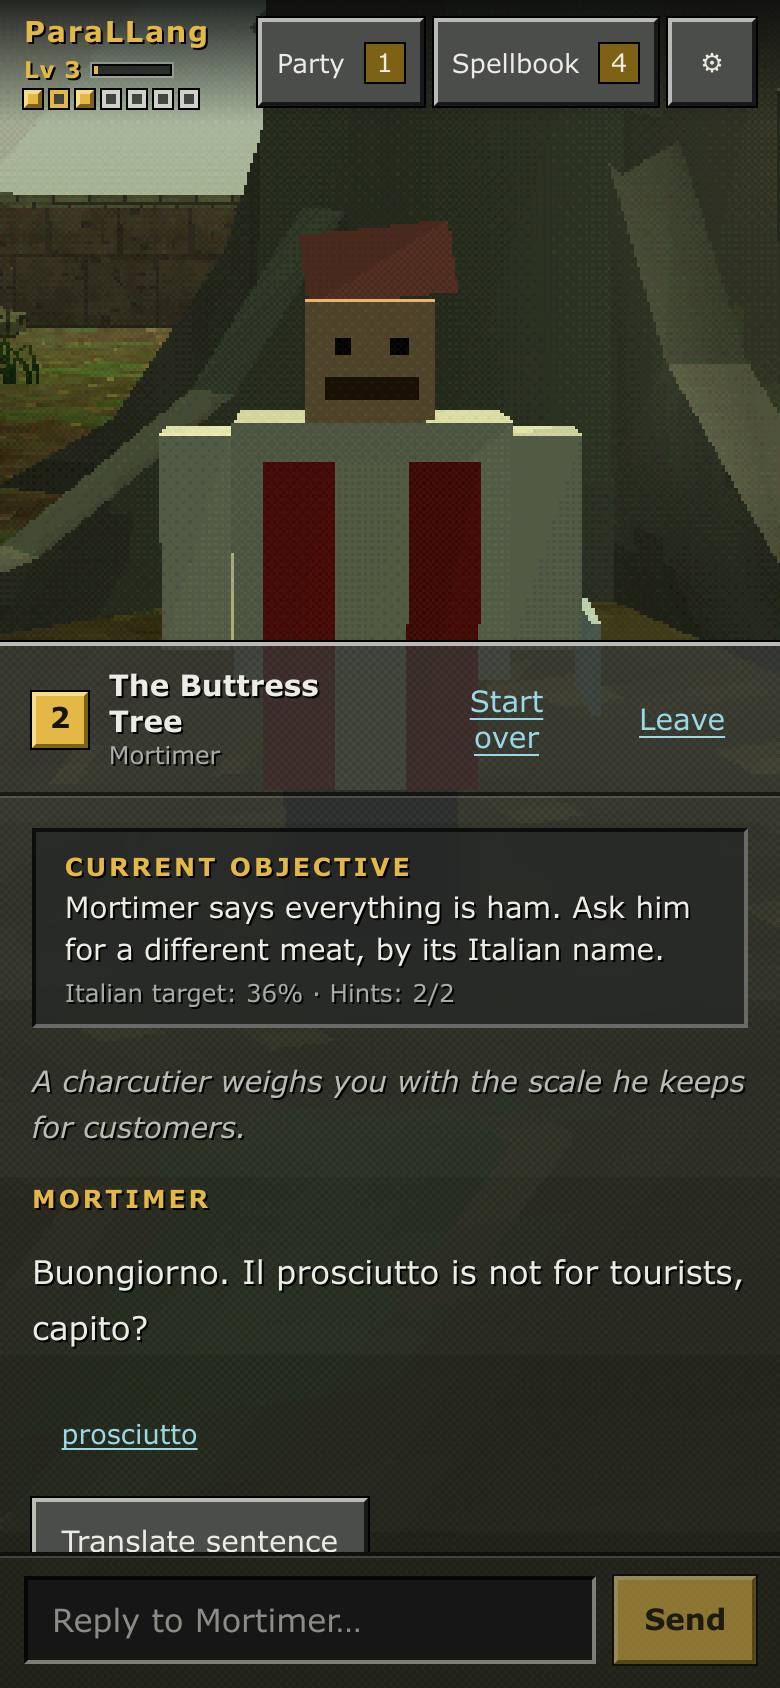 ParaLLang
Lv 3
Party 1
Spellbook 4
⚙
2
The Buttress
Tree
Mortimer
Start
over
Leave
CURRENT OBJECTIVE
Mortimer says everything is ham. Ask him
for a different meat, by its Italian name.
Italian target: 36% · Hints: 2/2
A charcutier weighs you with the scale he keeps
for customers.
MORTIMER
Buongiorno. Il prosciutto is not for tourists,
capito?
prosciutto
Translate sentence
Reply to Mortimer...
Send